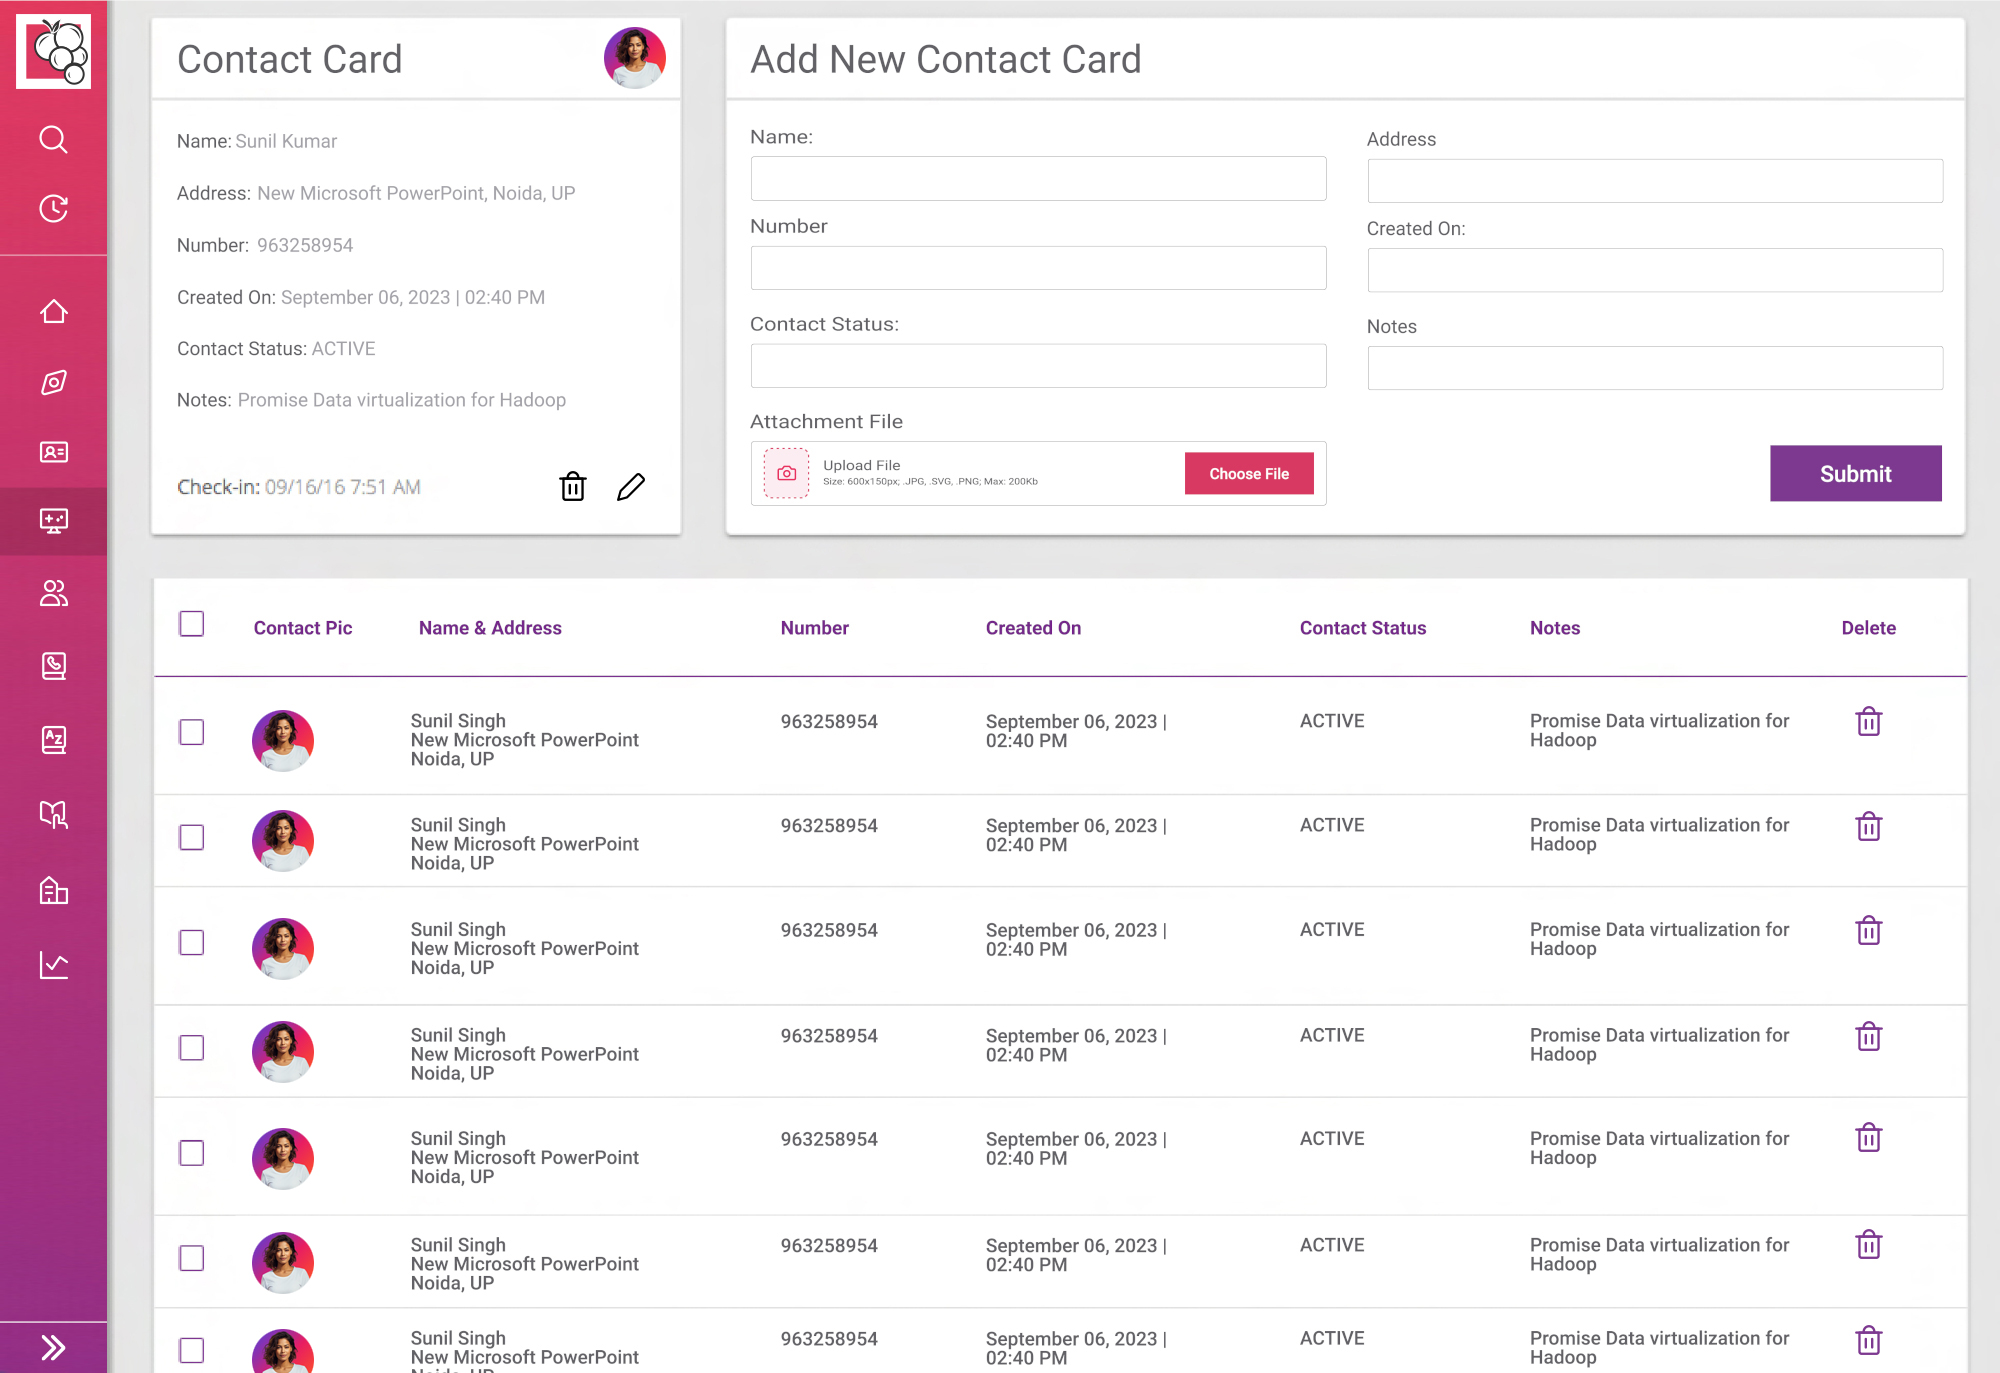 Contact Card
Name: Sunil Kumar
Address: New Microsoft PowerPoint, Noida, UP
Number: 963258954
Created On: September 06, 2023 | 02:40 PM
Contact Status: ACTIVE
Notes: Promise Data virtualization for Hadoop
Check-in: 09/16/16 7:51 AM
Add New Contact Card
Name:
Address
Number
Created On:
Contact Status:
Notes
Attachment File
Upload File
Size: 600x150px; .JPG, .SVG, .PNG; Max: 200Kb
Choose File
Submit
AZ
Contact Pic Name & Address Number Created On Contact Status Notes Delete
Sunil Singh 963258954 September 06, 2023 | ACTIVE Promise Data virtualization for
New Microsoft PowerPoint 02:40 PM Hadoop
Noida, UP
Sunil Singh 963258954 September 06, 2023 | ACTIVE Promise Data virtualization for
New Microsoft PowerPoint 02:40 PM Hadoop
Noida, UP
Sunil Singh 963258954 September 06, 2023 | ACTIVE Promise Data virtualization for
New Microsoft PowerPoint 02:40 PM Hadoop
Noida, UP
Sunil Singh 963258954 September 06, 2023 | ACTIVE Promise Data virtualization for
New Microsoft PowerPoint 02:40 PM Hadoop
Noida, UP
Sunil Singh 963258954 September 06, 2023 | ACTIVE Promise Data virtualization for
New Microsoft PowerPoint 02:40 PM Hadoop
Noida, UP
Sunil Singh 963258954 September 06, 2023 | ACTIVE Promise Data virtualization for
New Microsoft PowerPoint 02:40 PM Hadoop
Noida, UP
Sunil Singh 963258954 September 06, 2023 | ACTIVE Promise Data virtualization for
New Microsoft PowerPoint 02:40 PM Hadoop